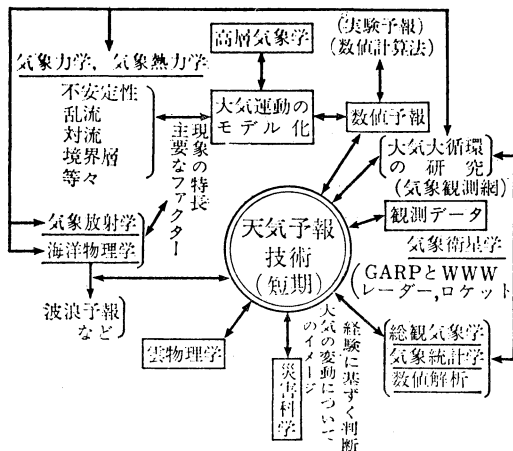 高層気象学
(実験予報)
(数値計算法)
気象力学，気象熱力学
不安定性
乱流
対流
境界層
等々
現象の特長
主要なファクター
大気運動の
モデル化
数値予報
大気大循環
の研究
(気象観測網)
気象放射学
海洋物理学
天気予報
技術
(短期)
観測データ
気象衛星学
GARPとWWW
レーダー,ロケット
波浪予報
など
雲物理学
災害科学
経験に基ずく判断
大気の変動について
のイメージ
総観気象学
気象統計学
数値解析